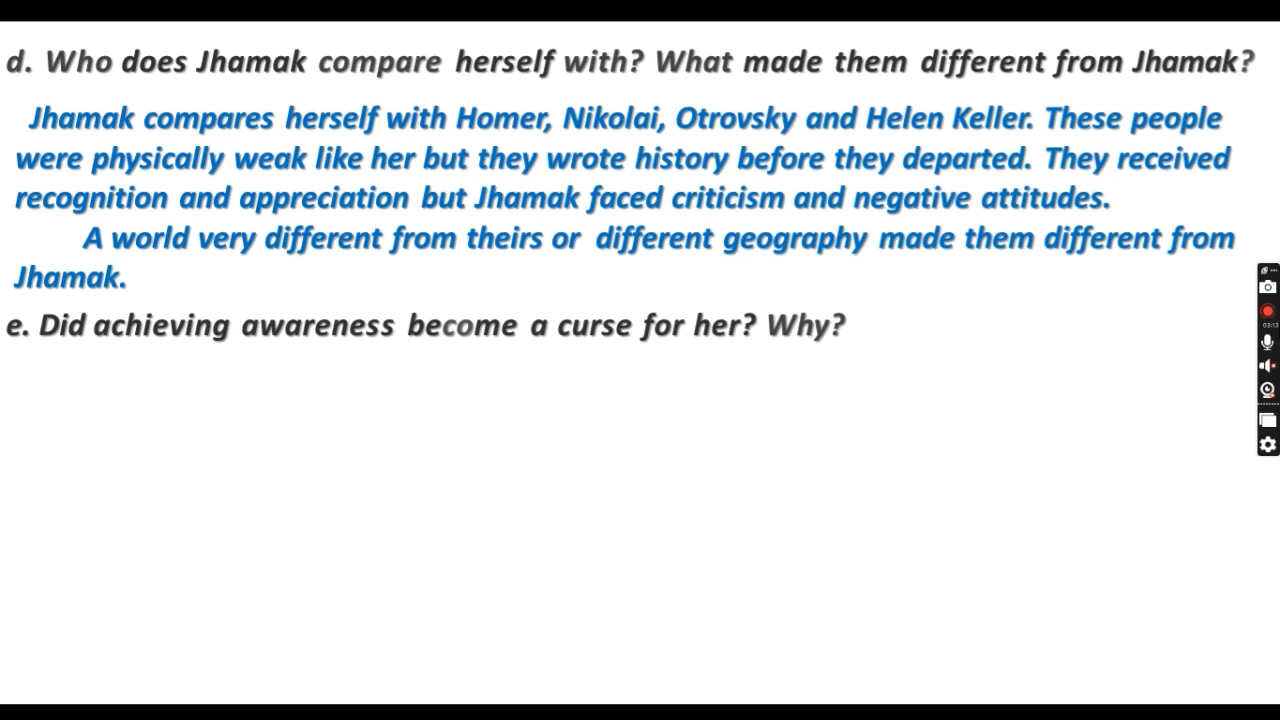 d. Who does Jhamak compare herself with? What made them different from Jhamak?
Jhamak compares herself with Homer, Nikolai, Otrovsky and Helen Keller. These people
were physically weak like her but they wrote history before they departed. They received
recognition and appreciation but Jhamak faced criticism and negative attitudes.
A world very different from theirs or different geography made them different from
Jhamak.
e. Did achieving awareness become a curse for her? Why?
03:13